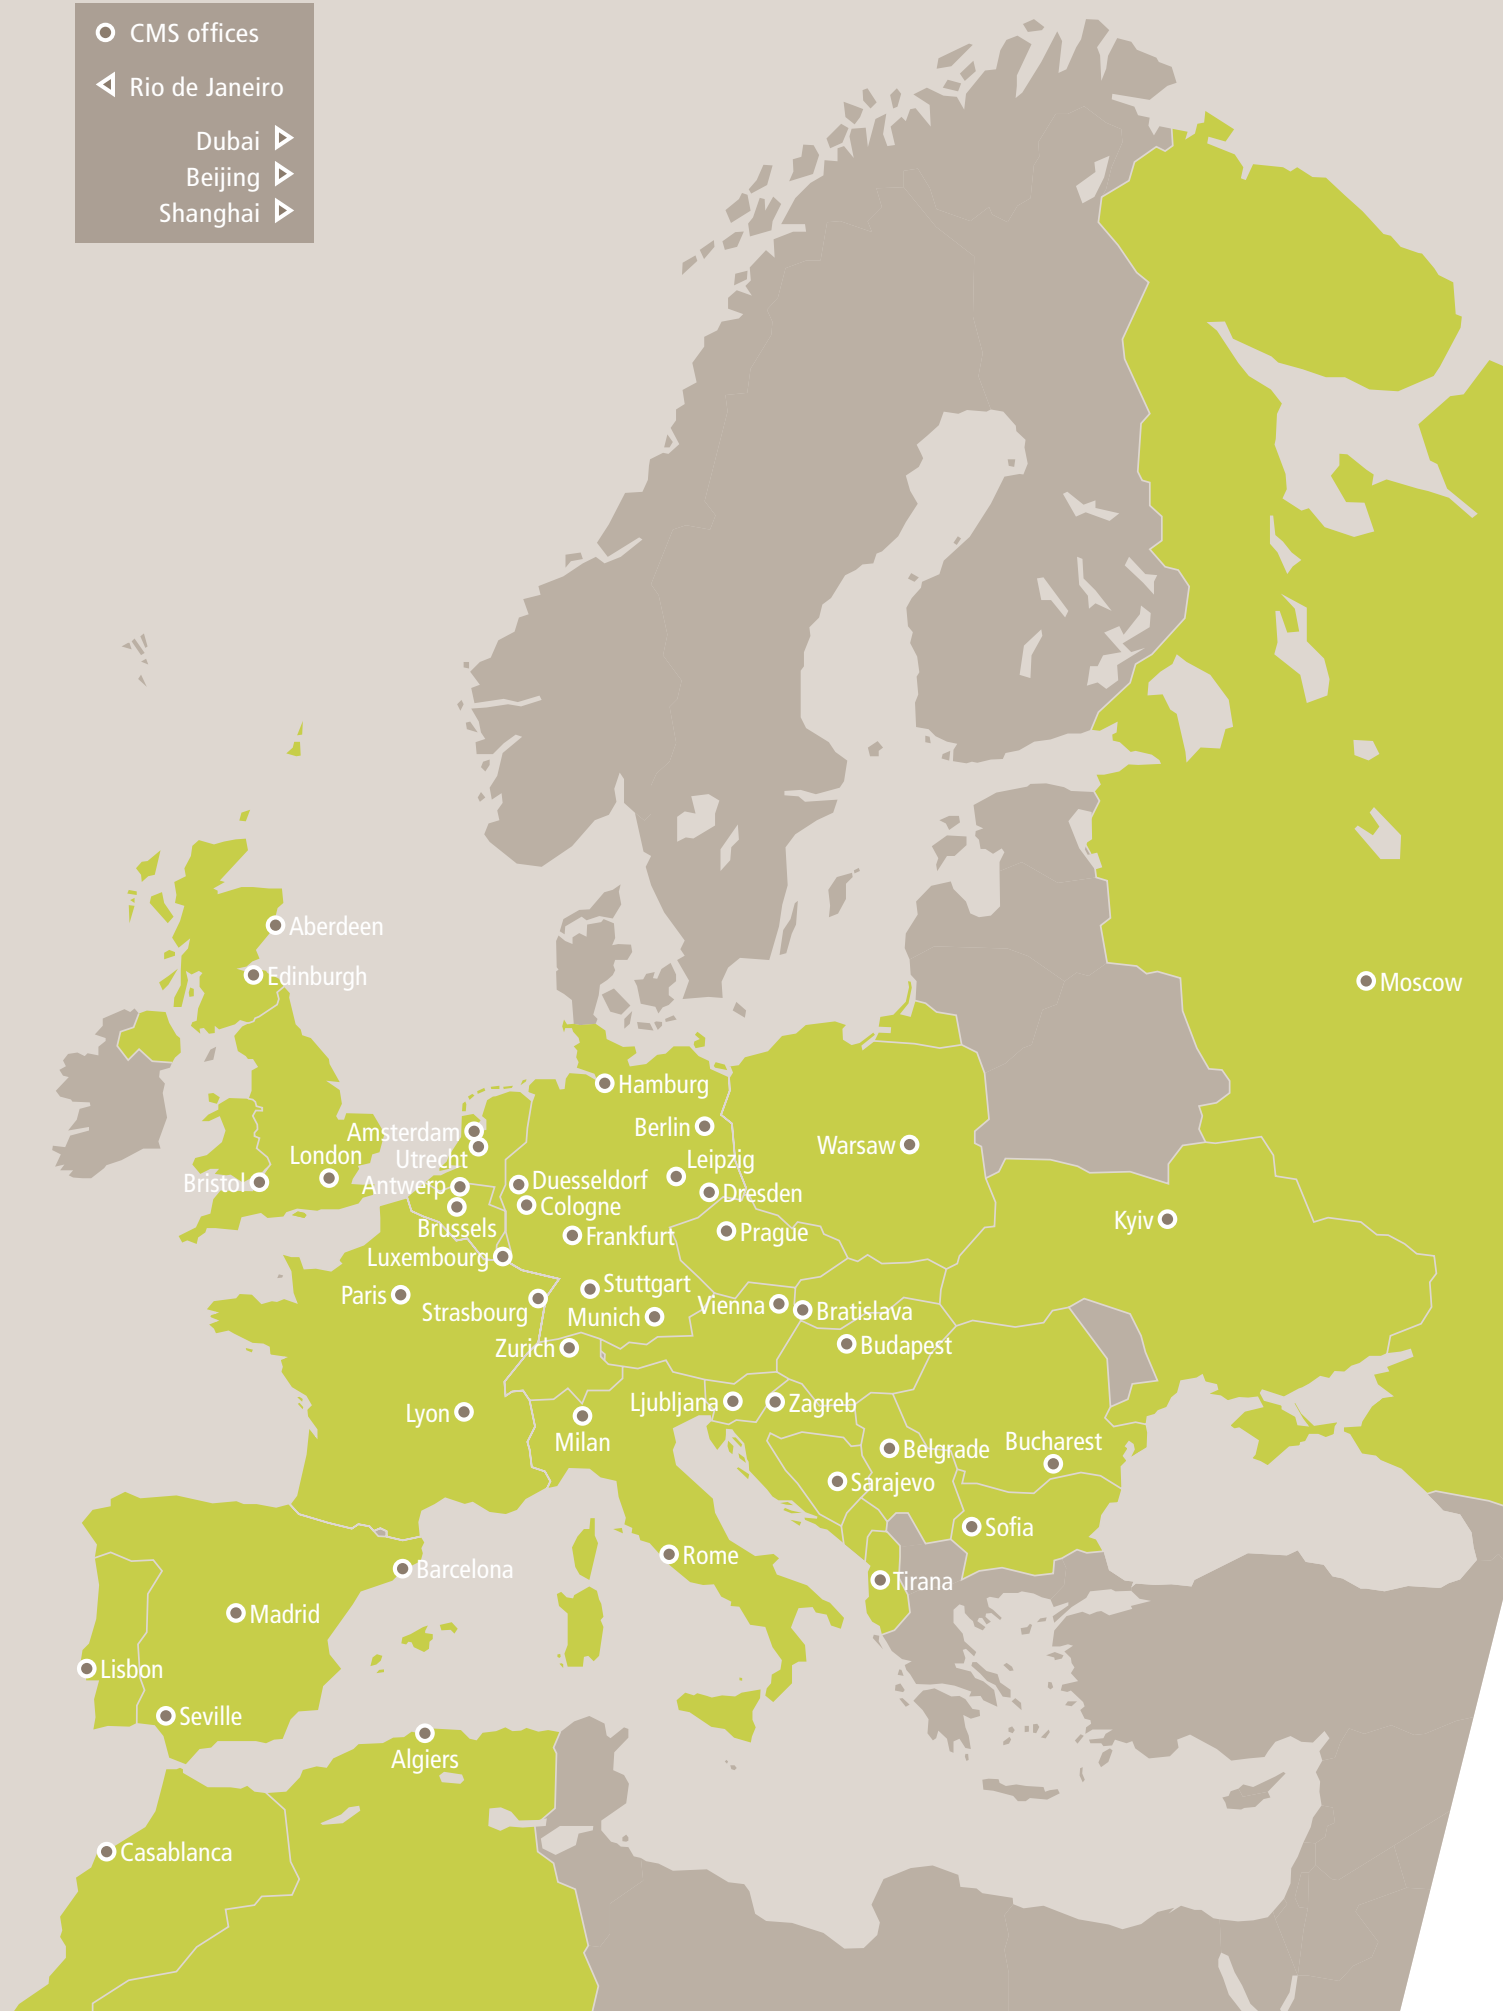 CMS offices
Rio de Janeiro
Dubai
Beijing
Shanghai
Aberdeen
Edinburgh
Moscow
Hamburg
Berlin
Amsterdam
Utrecht
Warsaw
London
Leipzig
Bristol
Antwerp
Duesseldorf
Dresden
Cologne
Brussels
Kyiv
Frankfurt
Prague
Luxembourg
Paris
Stuttgart
Strasbourg
Munich
Vienna
Bratislava
Zurich
Budapest
Ljubljana
Zagreb
Lyon
Milan
Belgrade
Bucharest
Sarajevo
Sofia
Rome
Barcelona
Tirana
Madrid
Lisbon
Seville
Algiers
Casablanca